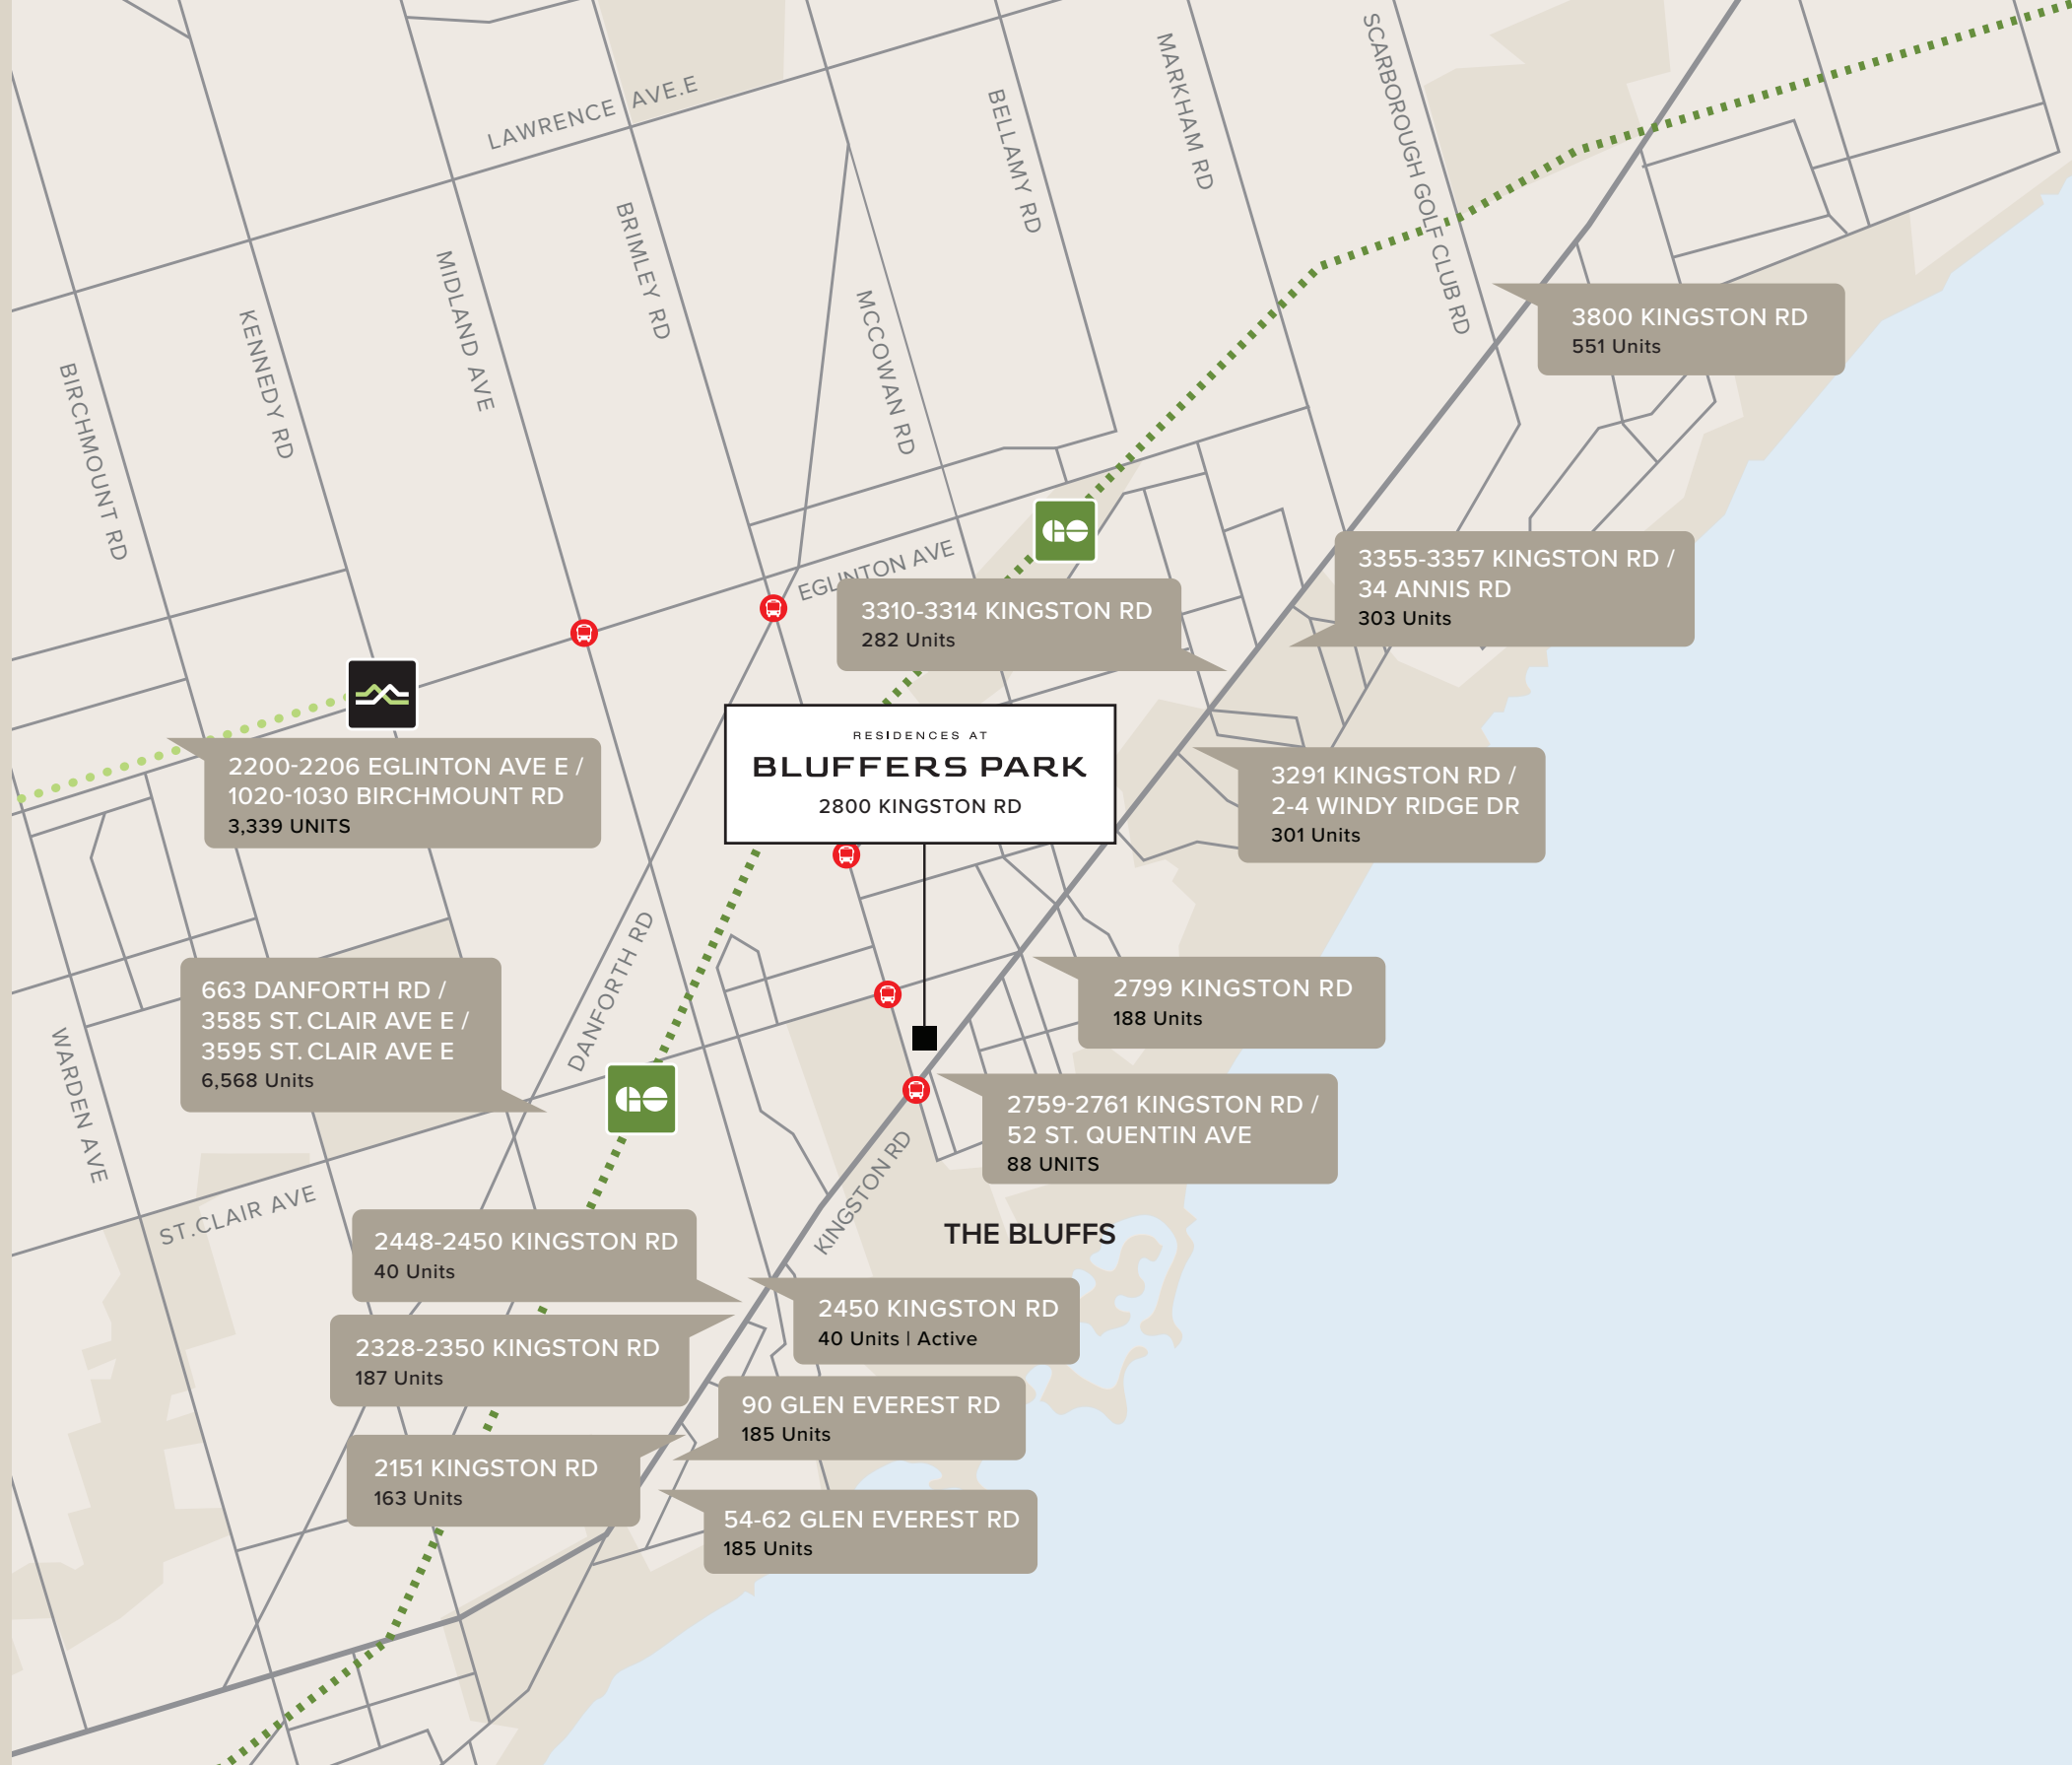 LAWRENCE AVE.E
BIRCHMOUNT RD
KENNEDY RD
MIDLAND AVE
BRIMLEY RD
MCCOWAN RD
BELLAMY RD
MARKHAM RD
SCARBOROUGH GOLF CLUB RD
3800 KINGSTON RD
551 Units
EGLINTON AVE
3310-3314 KINGSTON RD
282 Units
3355-3357 KINGSTON RD /
34 ANNIS RD
303 Units
2200-2206 EGLINTON AVE E /
1020-1030 BIRCHMOUNT RD
3,339 UNITS
RESIDENCES AT
BLUFFERS PARK
2800 KINGSTON RD
3291 KINGSTON RD /
2-4 WINDY RIDGE DR
301 Units
663 DANFORTH RD /
3585 ST. CLAIR AVE E /
3595 ST. CLAIR AVE E
6,568 Units
DANFORTH RD
2799 KINGSTON RD
188 Units
WARDEN AVE
2759-2761 KINGSTON RD /
52 ST. QUENTIN AVE
88 UNITS
ST.CLAIR AVE
KINGSTON RD
THE BLUFFS
2448-2450 KINGSTON RD
40 Units
2450 KINGSTON RD
40 Units | Active
2328-2350 KINGSTON RD
187 Units
90 GLEN EVEREST RD
185 Units
2151 KINGSTON RD
163 Units
54-62 GLEN EVEREST RD
185 Units
GO
GO